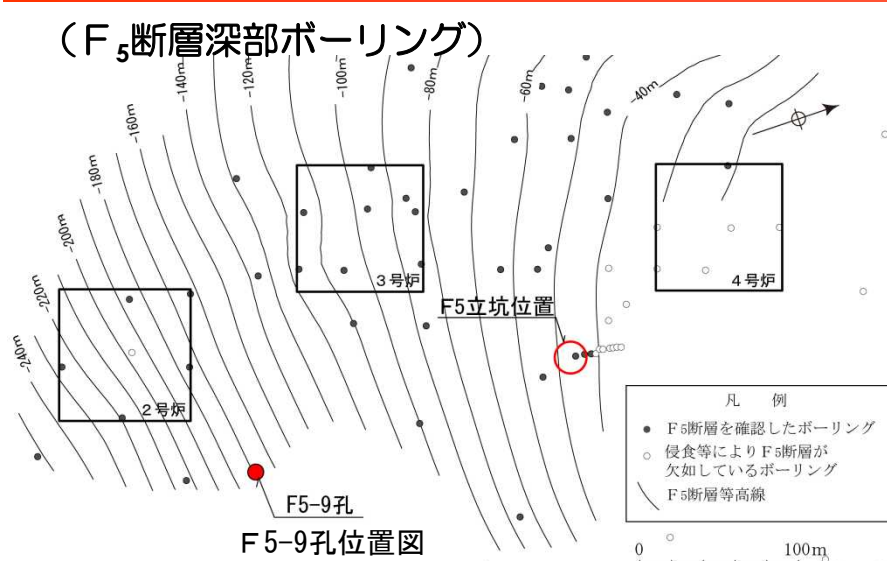 （Ｆ5断層深部ボーリング）
-40m
-60m
-80m
-100m
-120m
-140m
-160m
-180m
-200m
-220m
-240m
3号炉
4号炉
2号炉
F5立坑位置
F5-9孔
Ｆ5-9孔位置図
凡　例
Ｆ5断層を確認したボーリング
侵食等によりＦ5断層が
欠如しているボーリング
Ｆ5断層等高線
0 100m